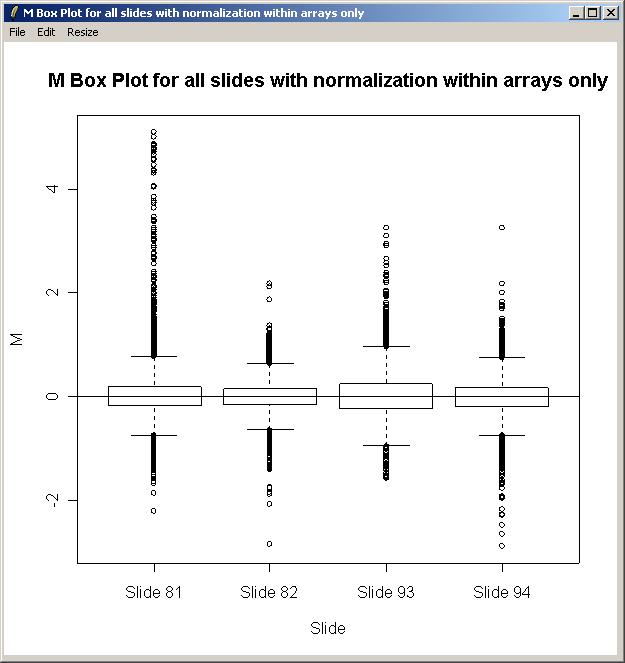 M Box Plot for all slides with normalization within arrays only
File Edit Resize
M Box Plot for all slides with normalization within arrays only
4
2
0
-2
M
Slide 81 Slide 82 Slide 93 Slide 94
Slide